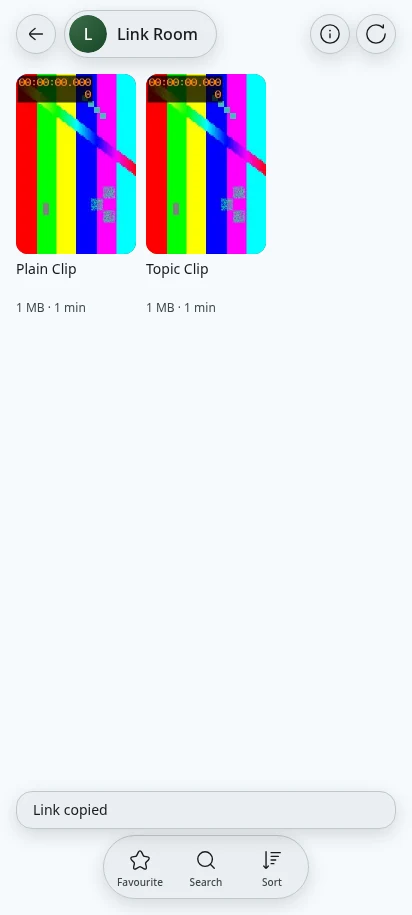 L
Link Room
00:00:00.000
0
00:00:00.000
0
Plain Clip
Topic Clip
1 MB · 1 min
1 MB · 1 min
Link copied
Favourite
Search
Sort